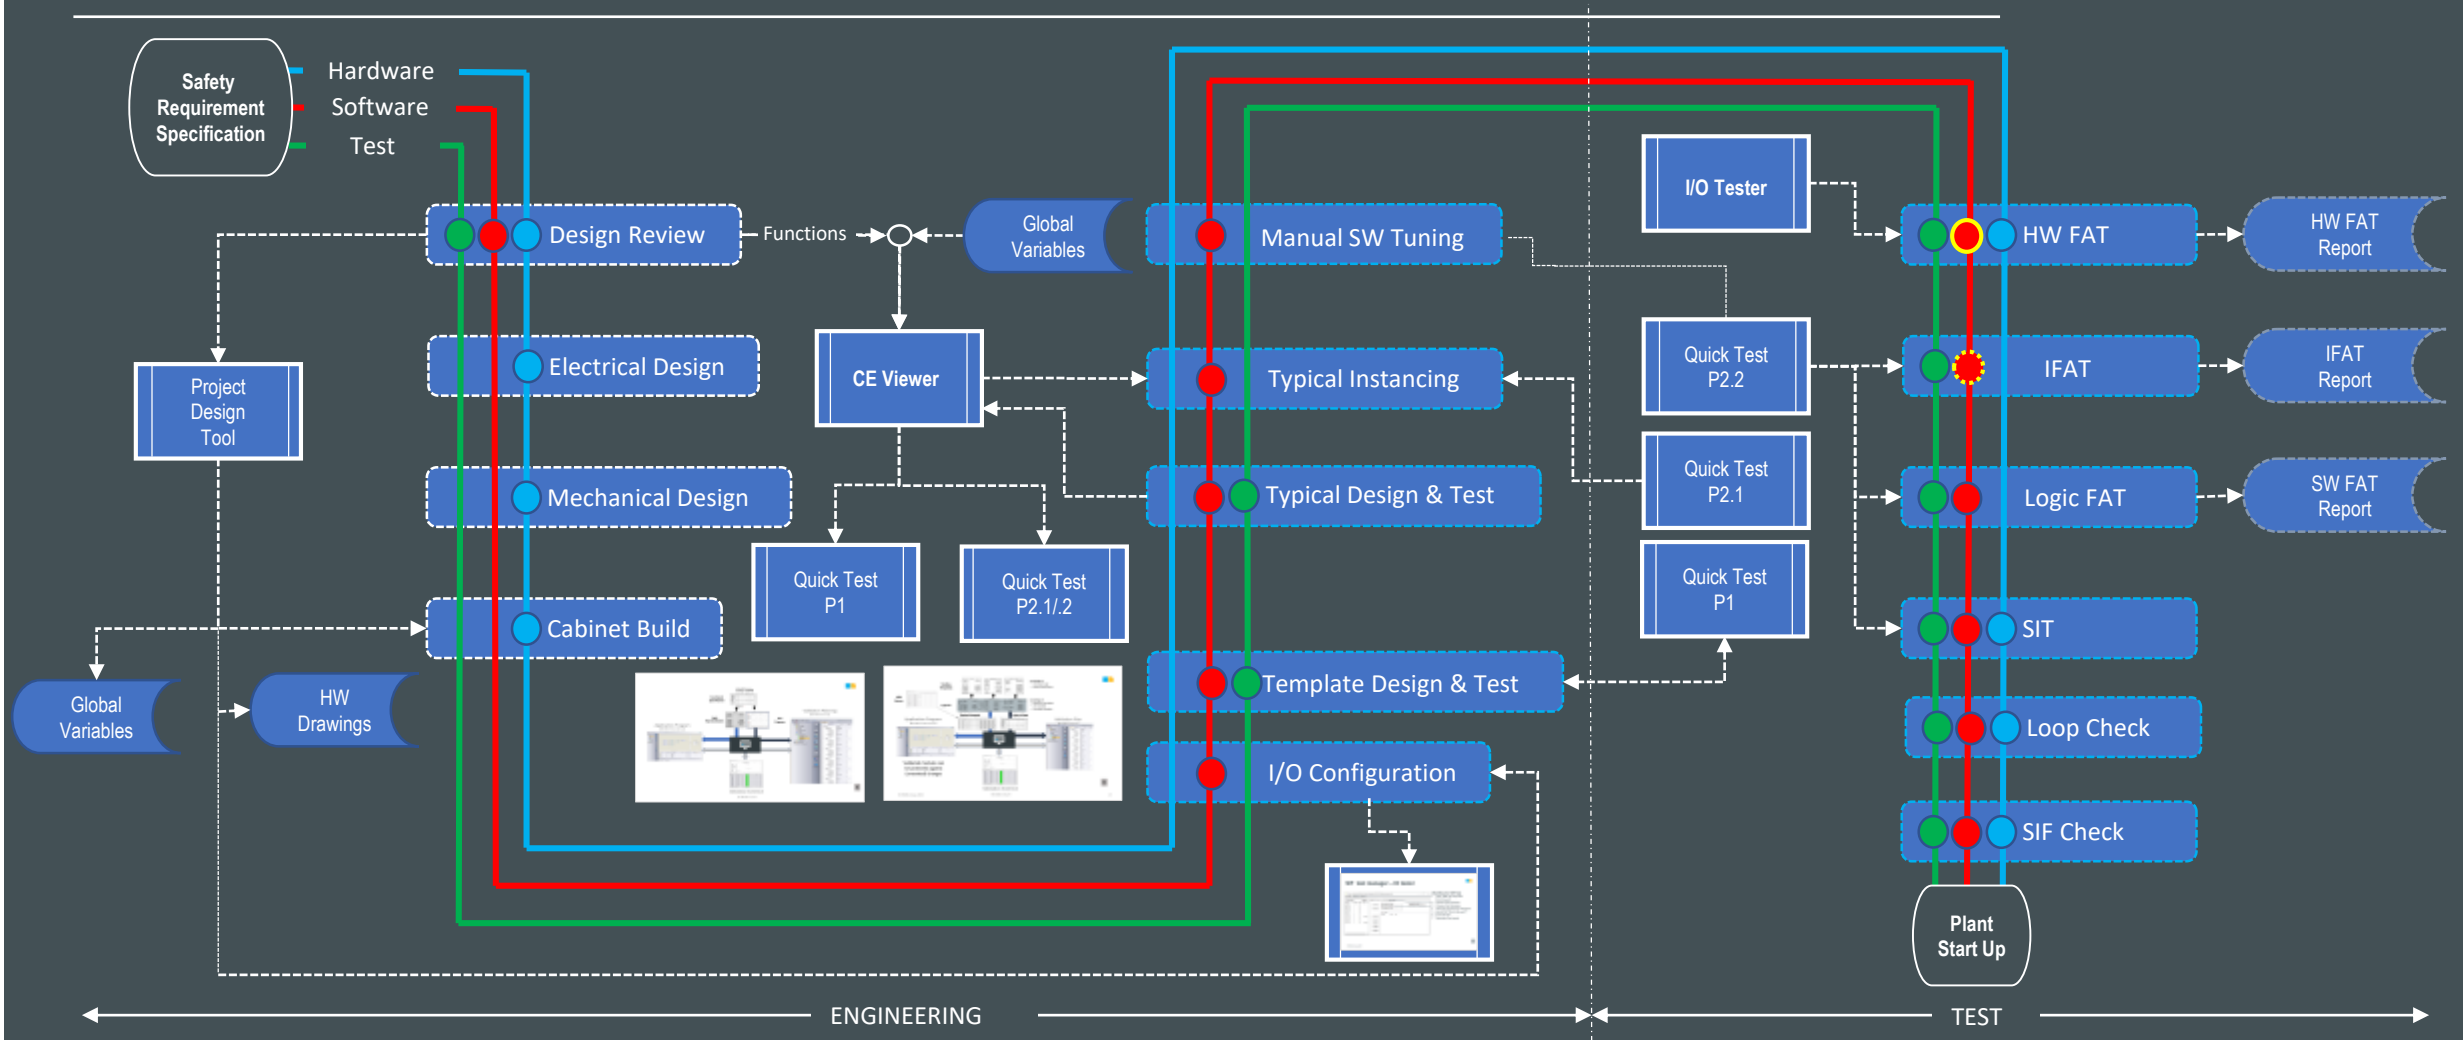 Safety
Requirement
Specification
Hardware
Software
Test
Design Review
Functions
Global
Variables
Manual SW Tuning
I/O Tester
HW FAT
HW FAT
Report
Project
Design
Tool
Electrical Design
CE Viewer
Typical Instancing
Quick Test
P2.2
IFAT
IFAT
Report
Mechanical Design
Typical Design & Test
Quick Test
P2.1
Logic FAT
SW FAT
Report
Quick Test
P1
Quick Test
P2.1/.2
Quick Test
P1
Cabinet Build
SIT
Global
Variables
HW
Drawings
Template Design & Test
Loop Check
I/O Configuration
SIF Check
Plant
Start Up
ENGINEERING
TEST